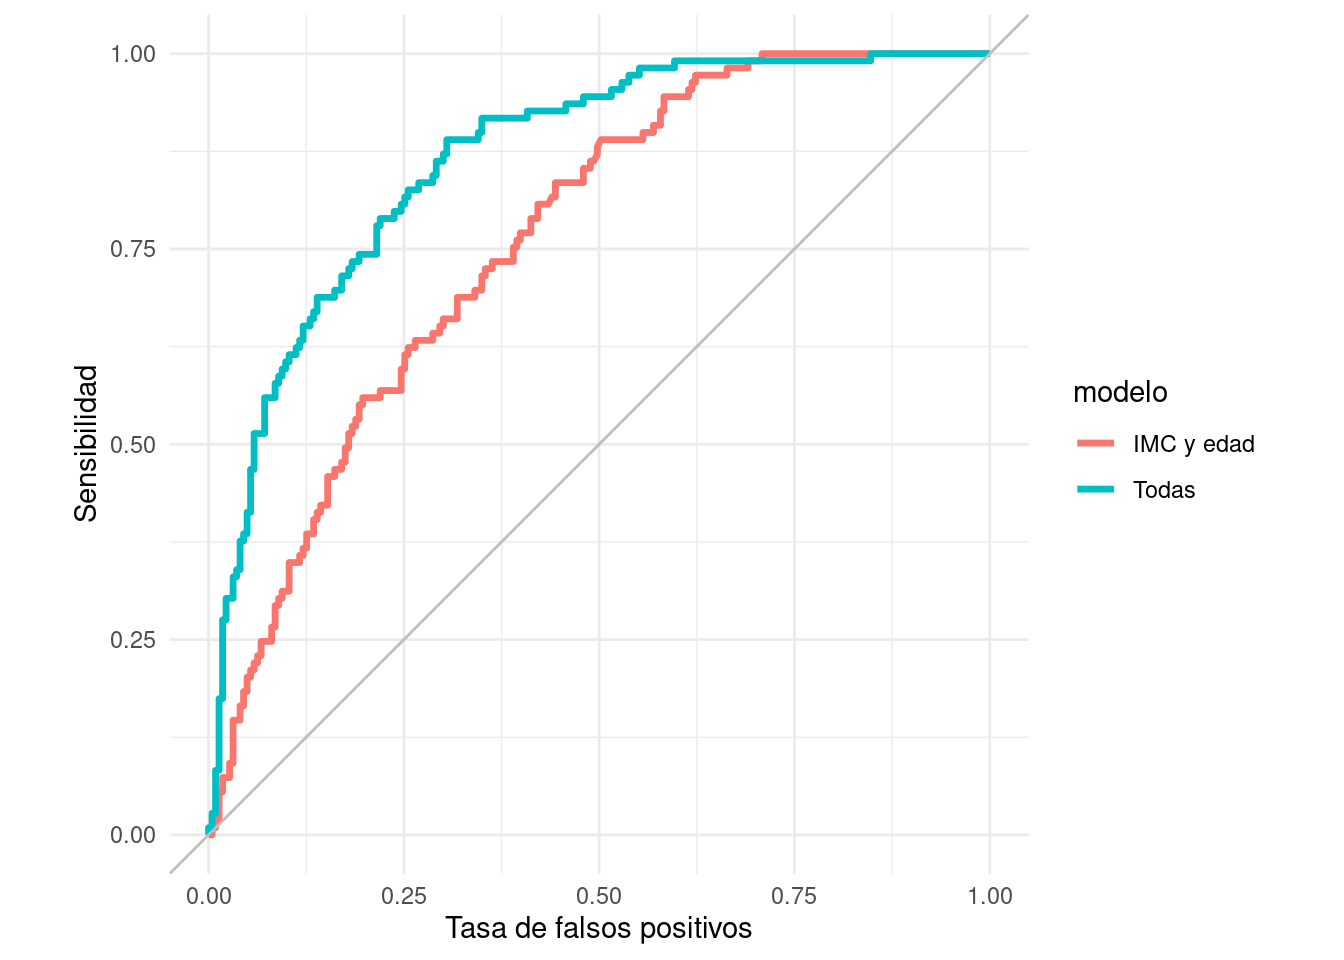 1.00
0.75
0.50
0.25
0.00
Sensibilidad
0.00 0.25 0.50 0.75 1.00
Tasa de falsos positivos
modelo
IMC y edad
Todas